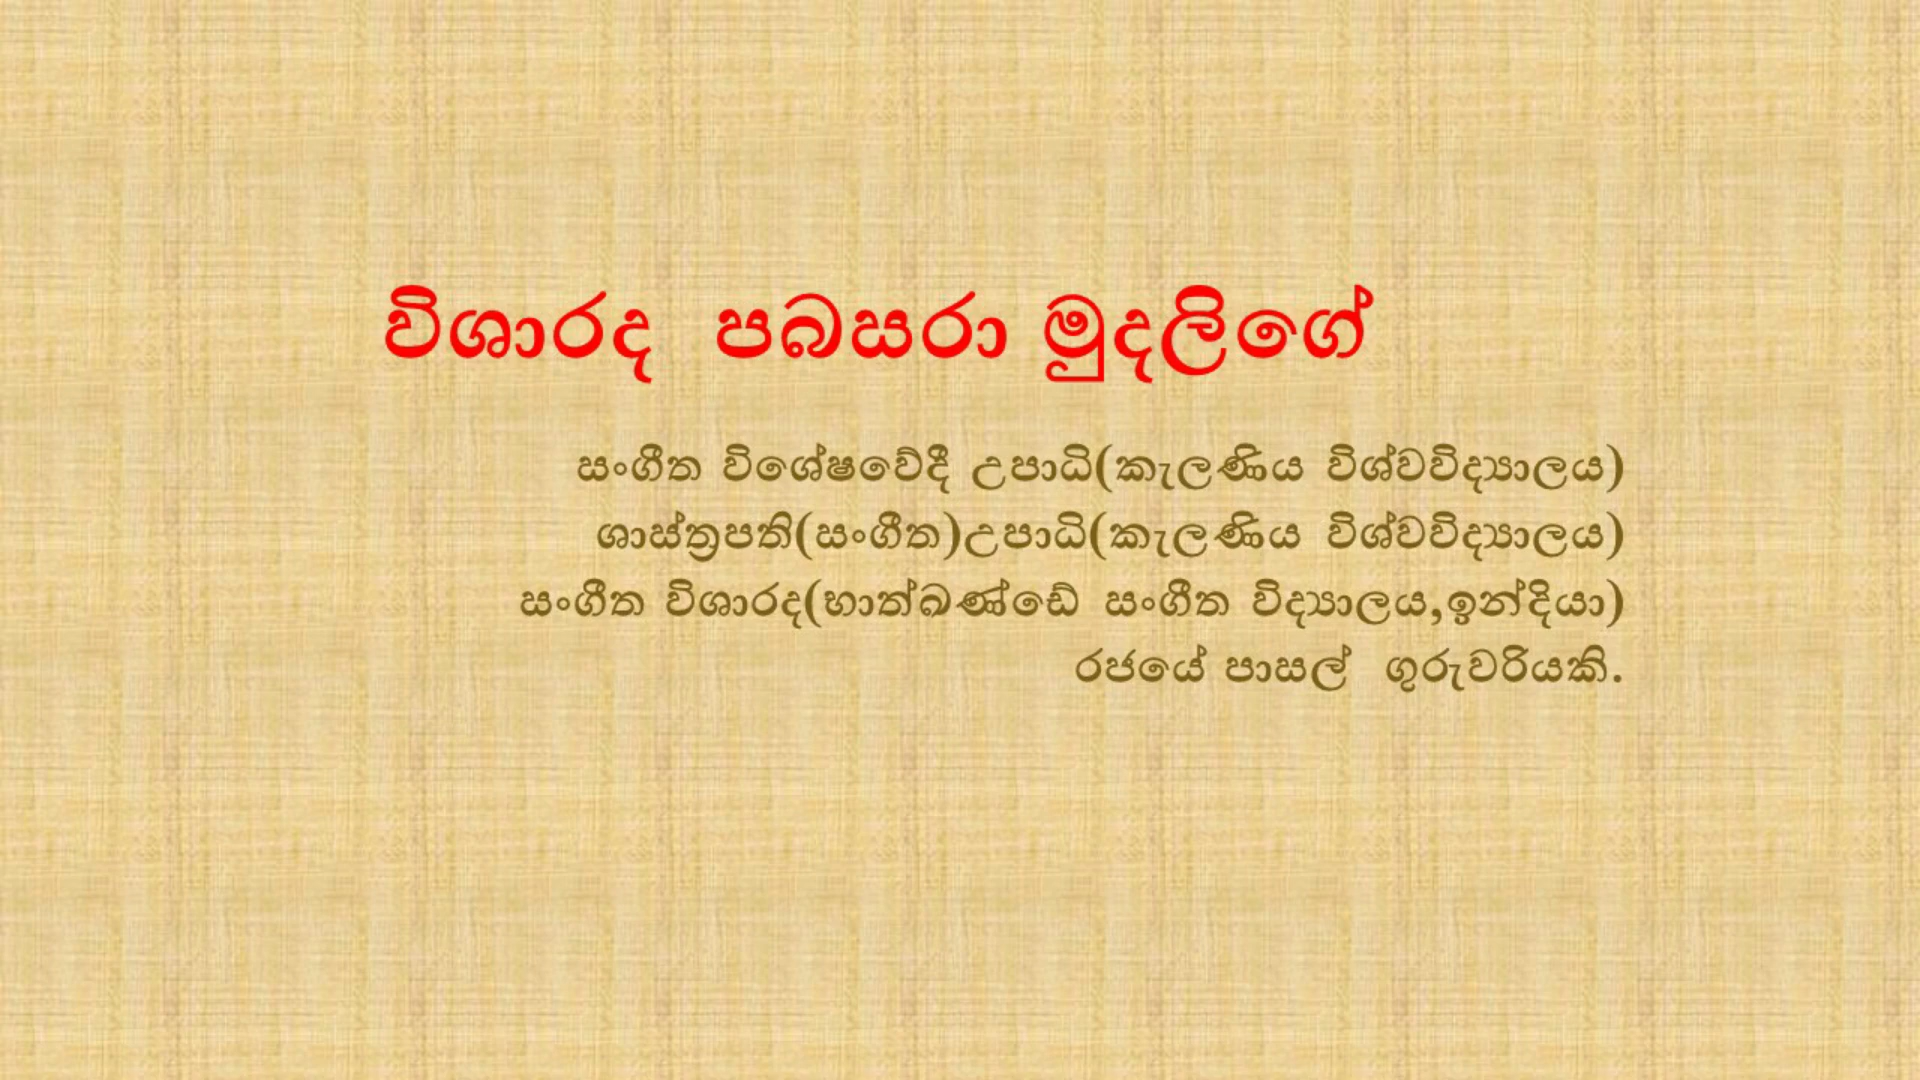 විශාරද පබසරා මුදලිගේ
සංගීත විශේෂවේදී උපාධි(කැලණිය විශ්වවිද්‍යාලය)
ශාස්ත්‍රපති(සංගීත)උපාධි(කැලණිය විශ්වවිද්‍යාලය)
සංගීත විශාරද(භාත්ඛණ්ඩේ සංගීත විද්‍යාලය,ඉන්දියා)
රජයේ පාසල් ගුරුවරියකි.